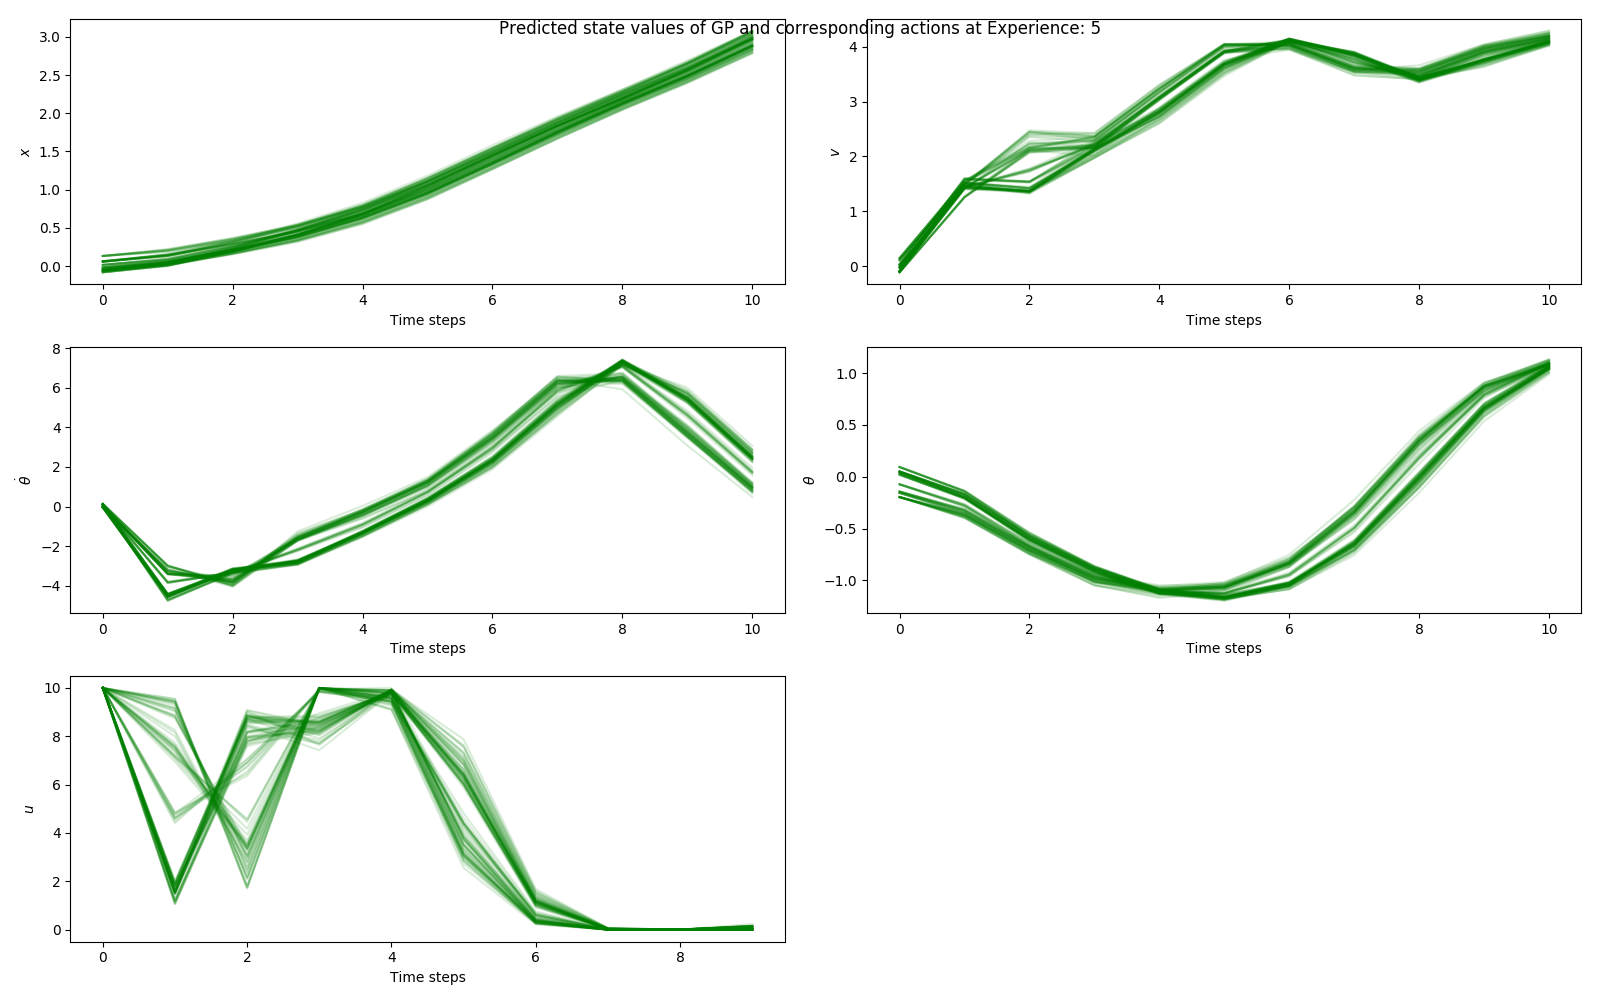 Predicted state values of GP and corresponding actions at Experience: 5
3.0
2.5
2.0
1.5
1.0
0.5
0.0
x
0 2 4 6 8 10
Time steps
4
3
2
1
0
v
0 2 4 6 8 10
Time steps
8
6
4
2
0
−2
−4
θ̇
0 2 4 6 8 10
Time steps
1.0
0.5
0.0
−0.5
−1.0
θ
0 2 4 6 8 10
Time steps
10
8
6
4
2
0
u
0 2 4 6 8
Time steps